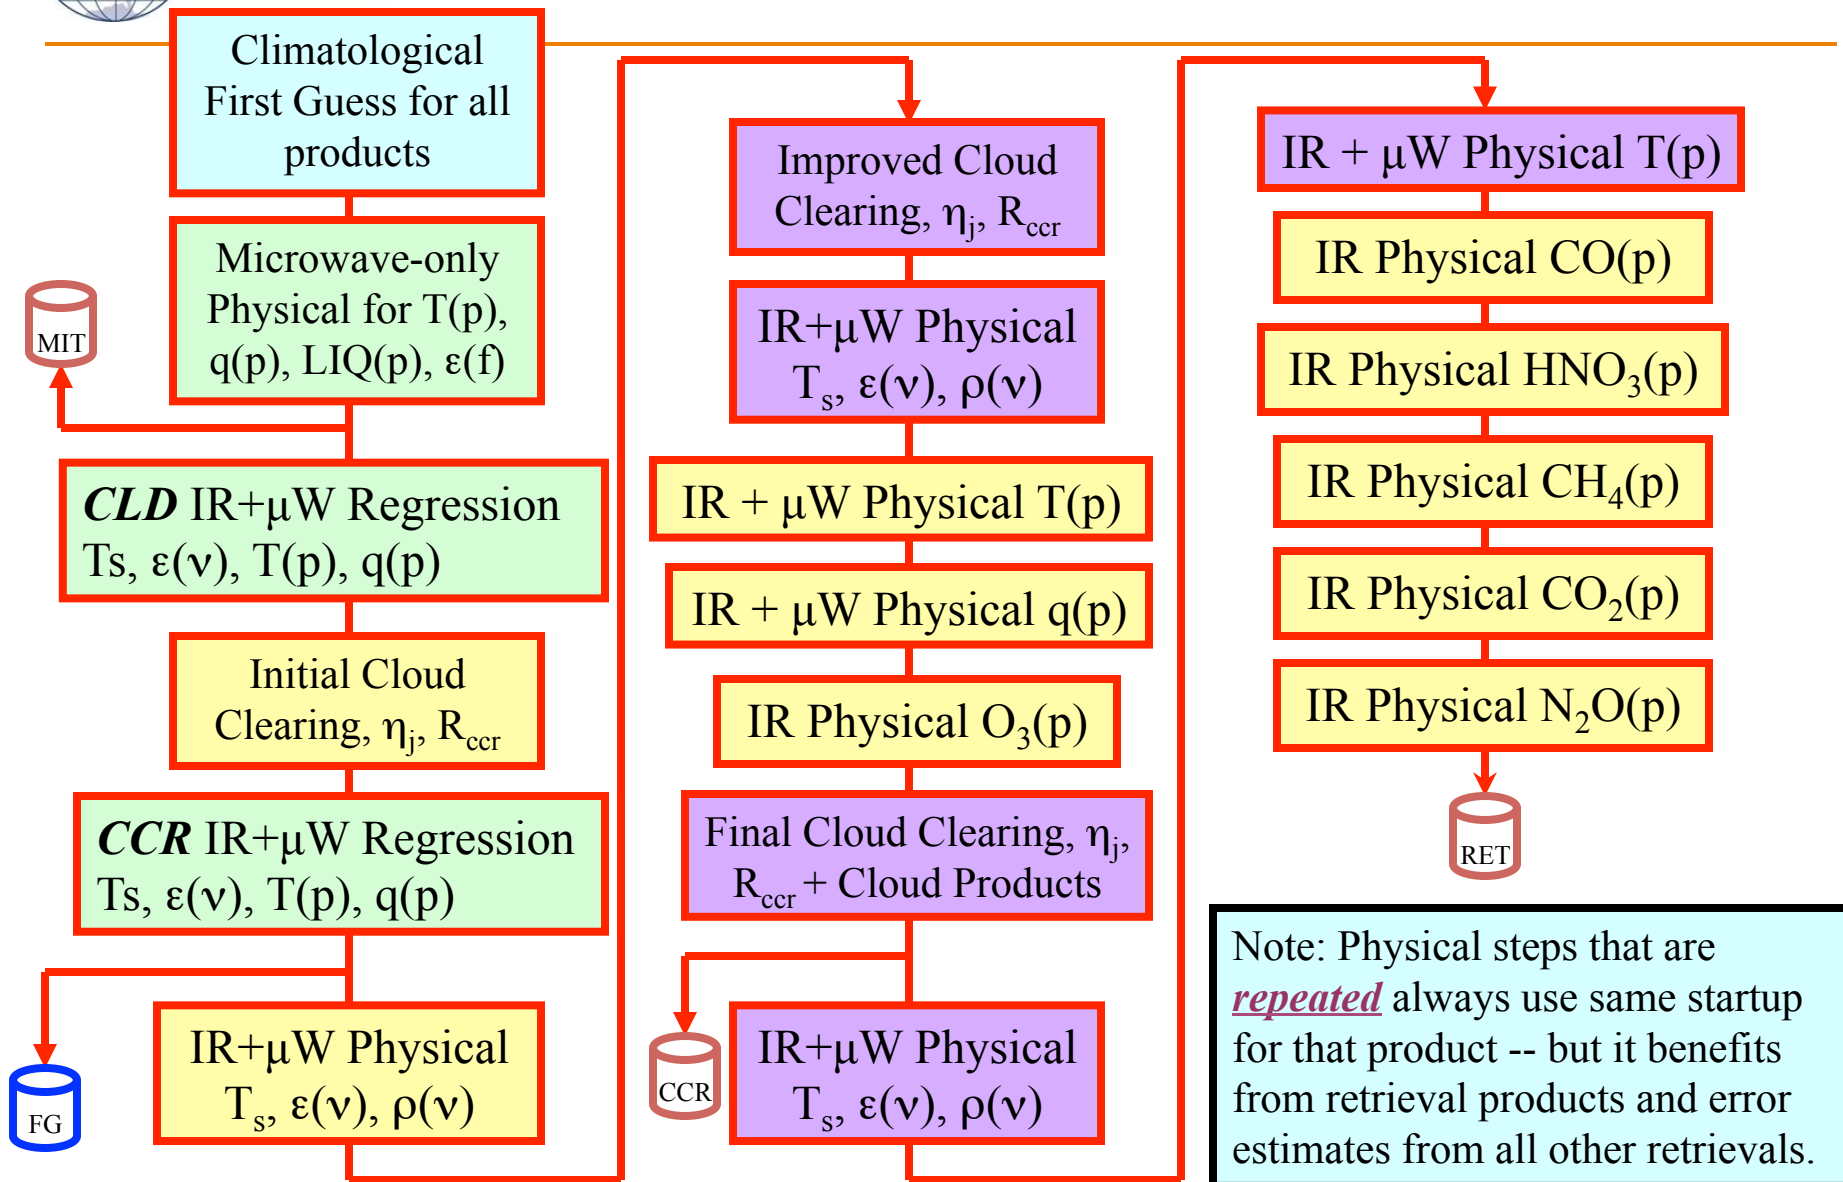 Climatological
First Guess for all
products
Microwave-only
Physical for T(p),
q(p), LIQ(p), ε(f)
MIT
CLD IR+μW Regression
Ts, ε(ν), T(p), q(p)
Initial Cloud
Clearing, ηj, Rccr
CCR IR+μW Regression
Ts, ε(ν), T(p), q(p)
FG
IR+μW Physical
Ts, ε(ν), ρ(ν)
Improved Cloud
Clearing, ηj, Rccr
IR+μW Physical
Ts, ε(ν), ρ(ν)
IR + μW Physical T(p)
IR + μW Physical q(p)
IR Physical O3(p)
Final Cloud Clearing, ηj,
Rccr + Cloud Products
CCR
IR+μW Physical
Ts, ε(ν), ρ(ν)
IR + μW Physical T(p)
IR Physical CO(p)
IR Physical HNO3(p)
IR Physical CH4(p)
IR Physical CO2(p)
IR Physical N2O(p)
RET
Note: Physical steps that are
repeated always use same startup
for that product -- but it benefits
from retrieval products and error
estimates from all other retrievals.